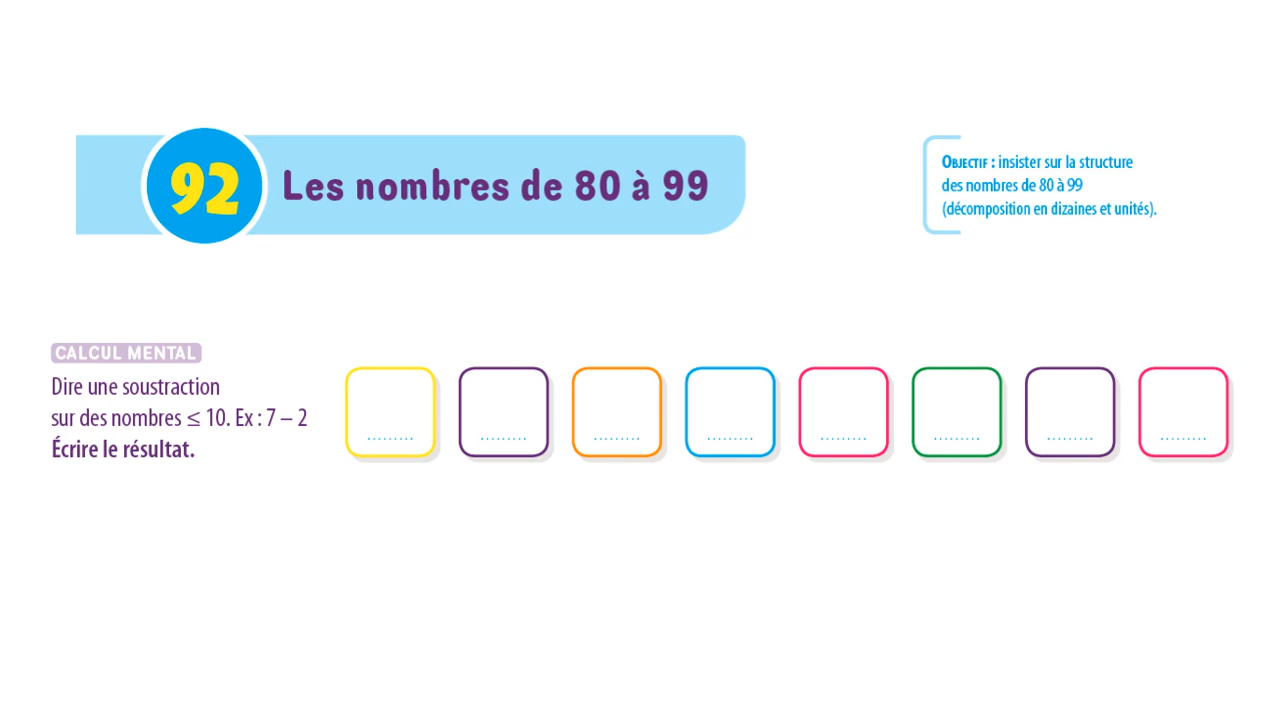 92 Les nombres de 80 à 99
OBJECTIF : insister sur la structure
des nombres de 80 à 99
(décomposition en dizaines et unités).
CALCUL MENTAL
Dire une soustraction
sur des nombres ≤ 10. Ex : 7 – 2
Écrire le résultat.
......... ......... ......... ......... ......... ......... ......... .........